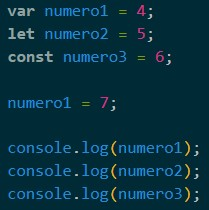 var numero1 = 4;
let numero2 = 5;
const numero3 = 6;
numero1 = 7;
console.log(numero1);
console.log(numero2);
console.log(numero3);